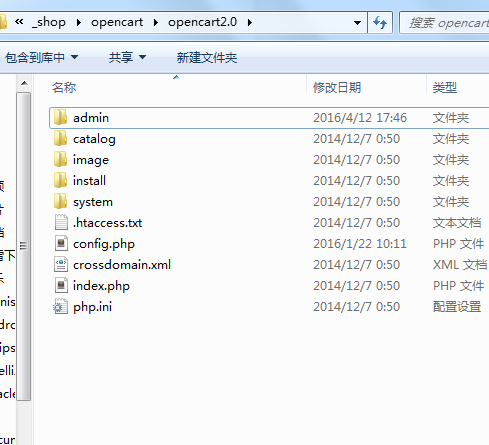 « _shop ▸ opencart ▸ opencart2.0 ▸ 搜索 opencart
包含到库中 ▼ 共享 ▼ 新建文件夹
名称 修改日期 类型
admin 2016/4/12 17:46 文件夹
catalog 2014/12/7 0:50 文件夹
image 2014/12/7 0:50 文件夹
install 2014/12/7 0:50 文件夹
system 2014/12/7 0:50 文件夹
.htaccess.txt 2014/12/7 0:50 文本文档
config.php 2016/1/22 10:11 PHP 文件
crossdomain.xml 2014/12/7 0:50 XML 文档
index.php 2014/12/7 0:50 PHP 文件
php.ini 2014/12/7 0:50 配置设置